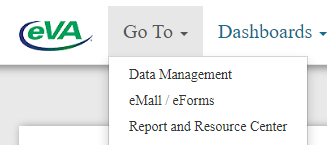 eVA Go To Dashboards
Data Management
eMall / eForms
Report and Resource Center